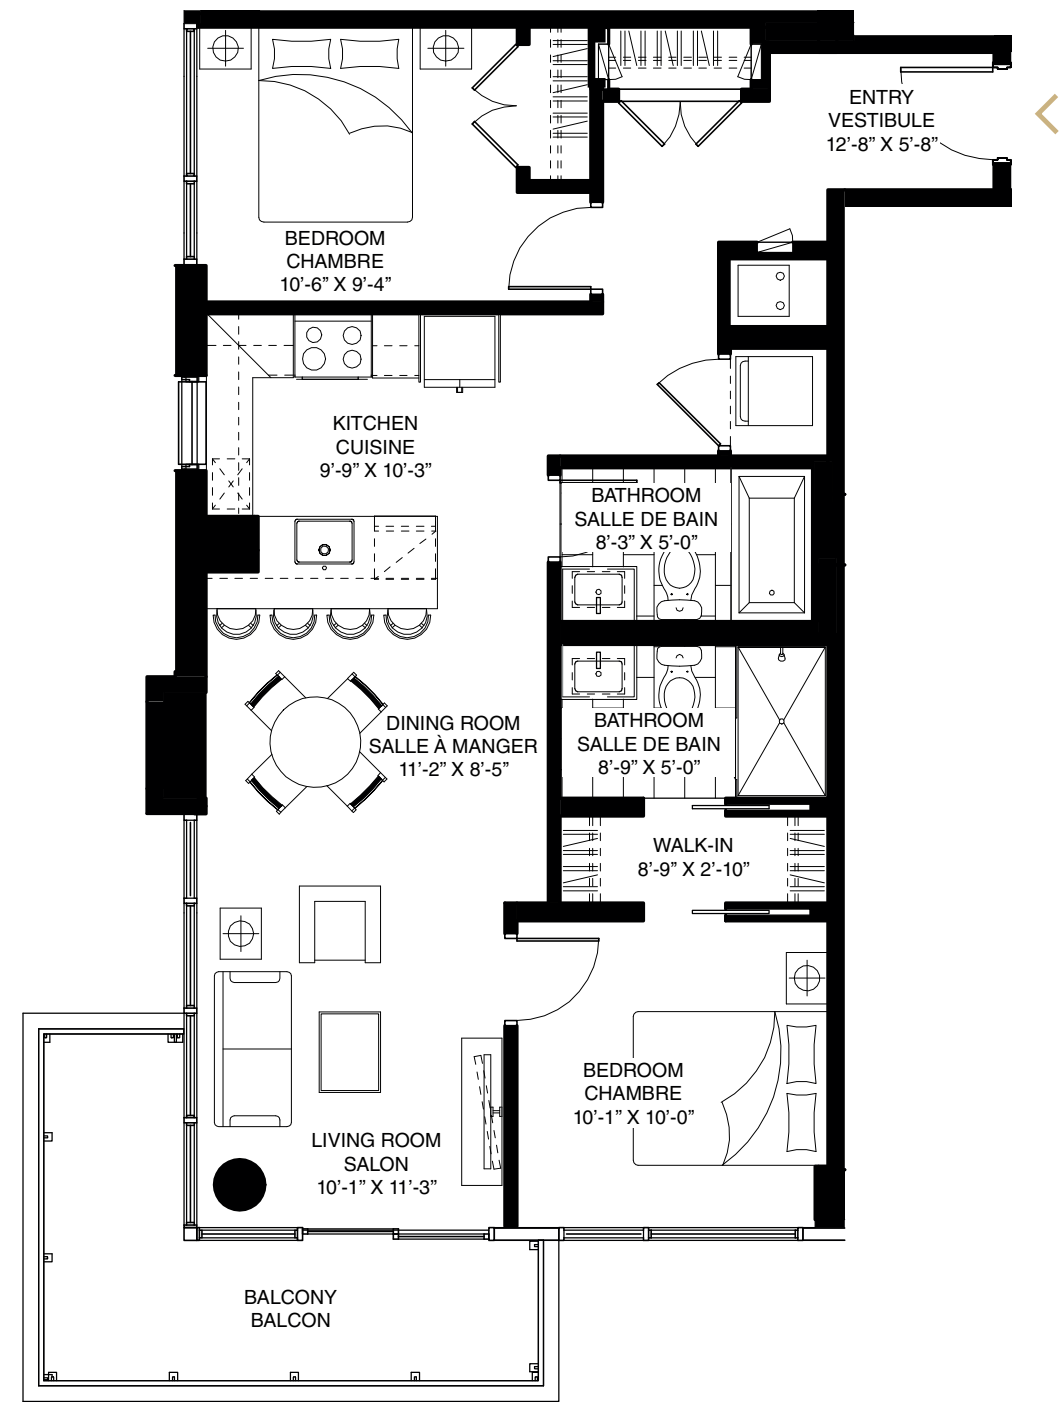 ENTRY
VESTIBULE
12'-8” X 5'-8”
BEDROOM
CHAMBRE
10'-6” X 9'-4”
KITCHEN
CUISINE
9'-9” X 10'-3”
BATHROOM
SALLE DE BAIN
8'-3” X 5'-0”
DINING ROOM
SALLE À MANGER
11'-2” X 8'-5”
BATHROOM
SALLE DE BAIN
8'-9” X 5'-0”
WALK-IN
8'-9” X 2'-10”
BEDROOM
CHAMBRE
10'-1” X 10'-0”
LIVING ROOM
SALON
10'-1” X 11'-3”
BALCONY
BALCON